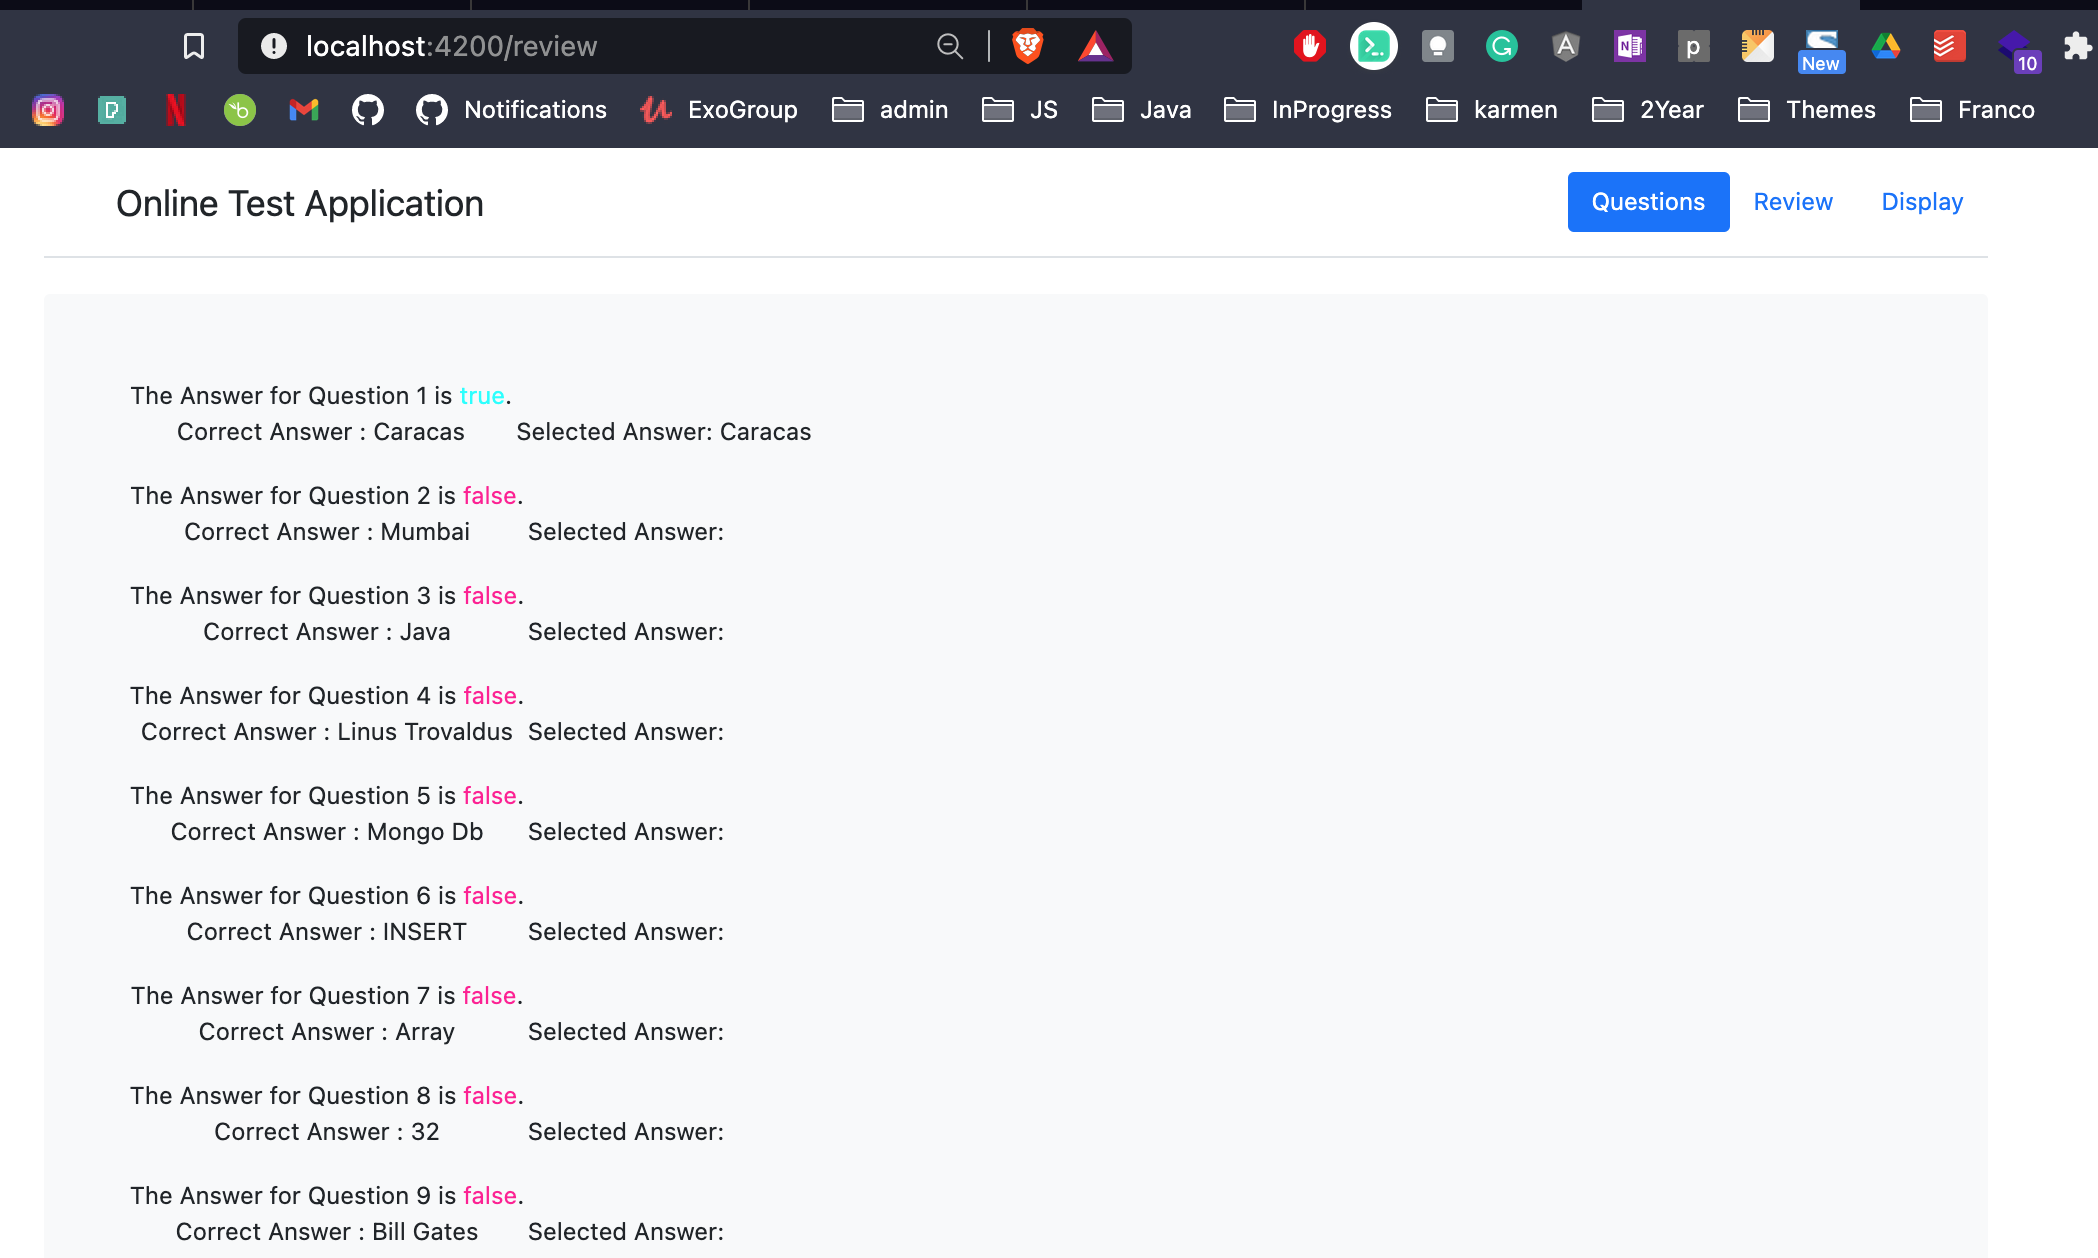 localhost:4200/review
New
10
Notifications ExoGroup admin JS Java InProgress karmen 2Year Themes Franco
Online Test Application
Questions Review Display
The Answer for Question 1 is true.
Correct Answer : Caracas Selected Answer: Caracas
The Answer for Question 2 is false.
Correct Answer : Mumbai Selected Answer:
The Answer for Question 3 is false.
Correct Answer : Java Selected Answer:
The Answer for Question 4 is false.
Correct Answer : Linus Trovaldus Selected Answer:
The Answer for Question 5 is false.
Correct Answer : Mongo Db Selected Answer:
The Answer for Question 6 is false.
Correct Answer : INSERT Selected Answer:
The Answer for Question 7 is false.
Correct Answer : Array Selected Answer:
The Answer for Question 8 is false.
Correct Answer : 32 Selected Answer:
The Answer for Question 9 is false.
Correct Answer : Bill Gates Selected Answer: